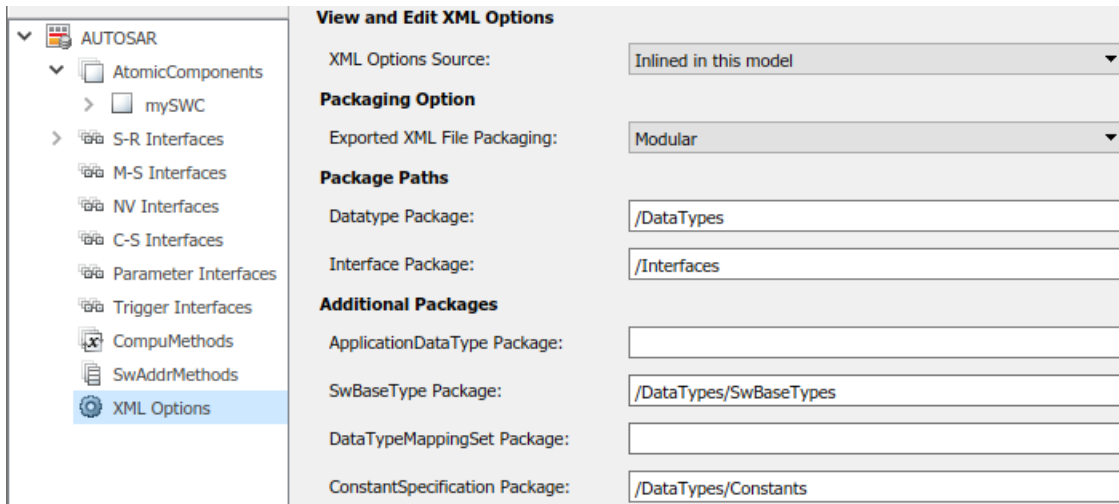 AUTOSAR
AtomicComponents
mySWC
S-R Interfaces
M-S Interfaces
NV Interfaces
C-S Interfaces
Parameter Interfaces
Trigger Interfaces
CompuMethods
SwAddrMethods
XML Options
View and Edit XML Options
XML Options Source: Inlined in this model
Packaging Option
Exported XML File Packaging: Modular
Package Paths
Datatype Package: /DataTypes
Interface Package: /Interfaces
Additional Packages
ApplicationDataType Package:
SwBaseType Package: /DataTypes/SwBaseTypes
DataTypeMappingSet Package:
ConstantSpecification Package: /DataTypes/Constants